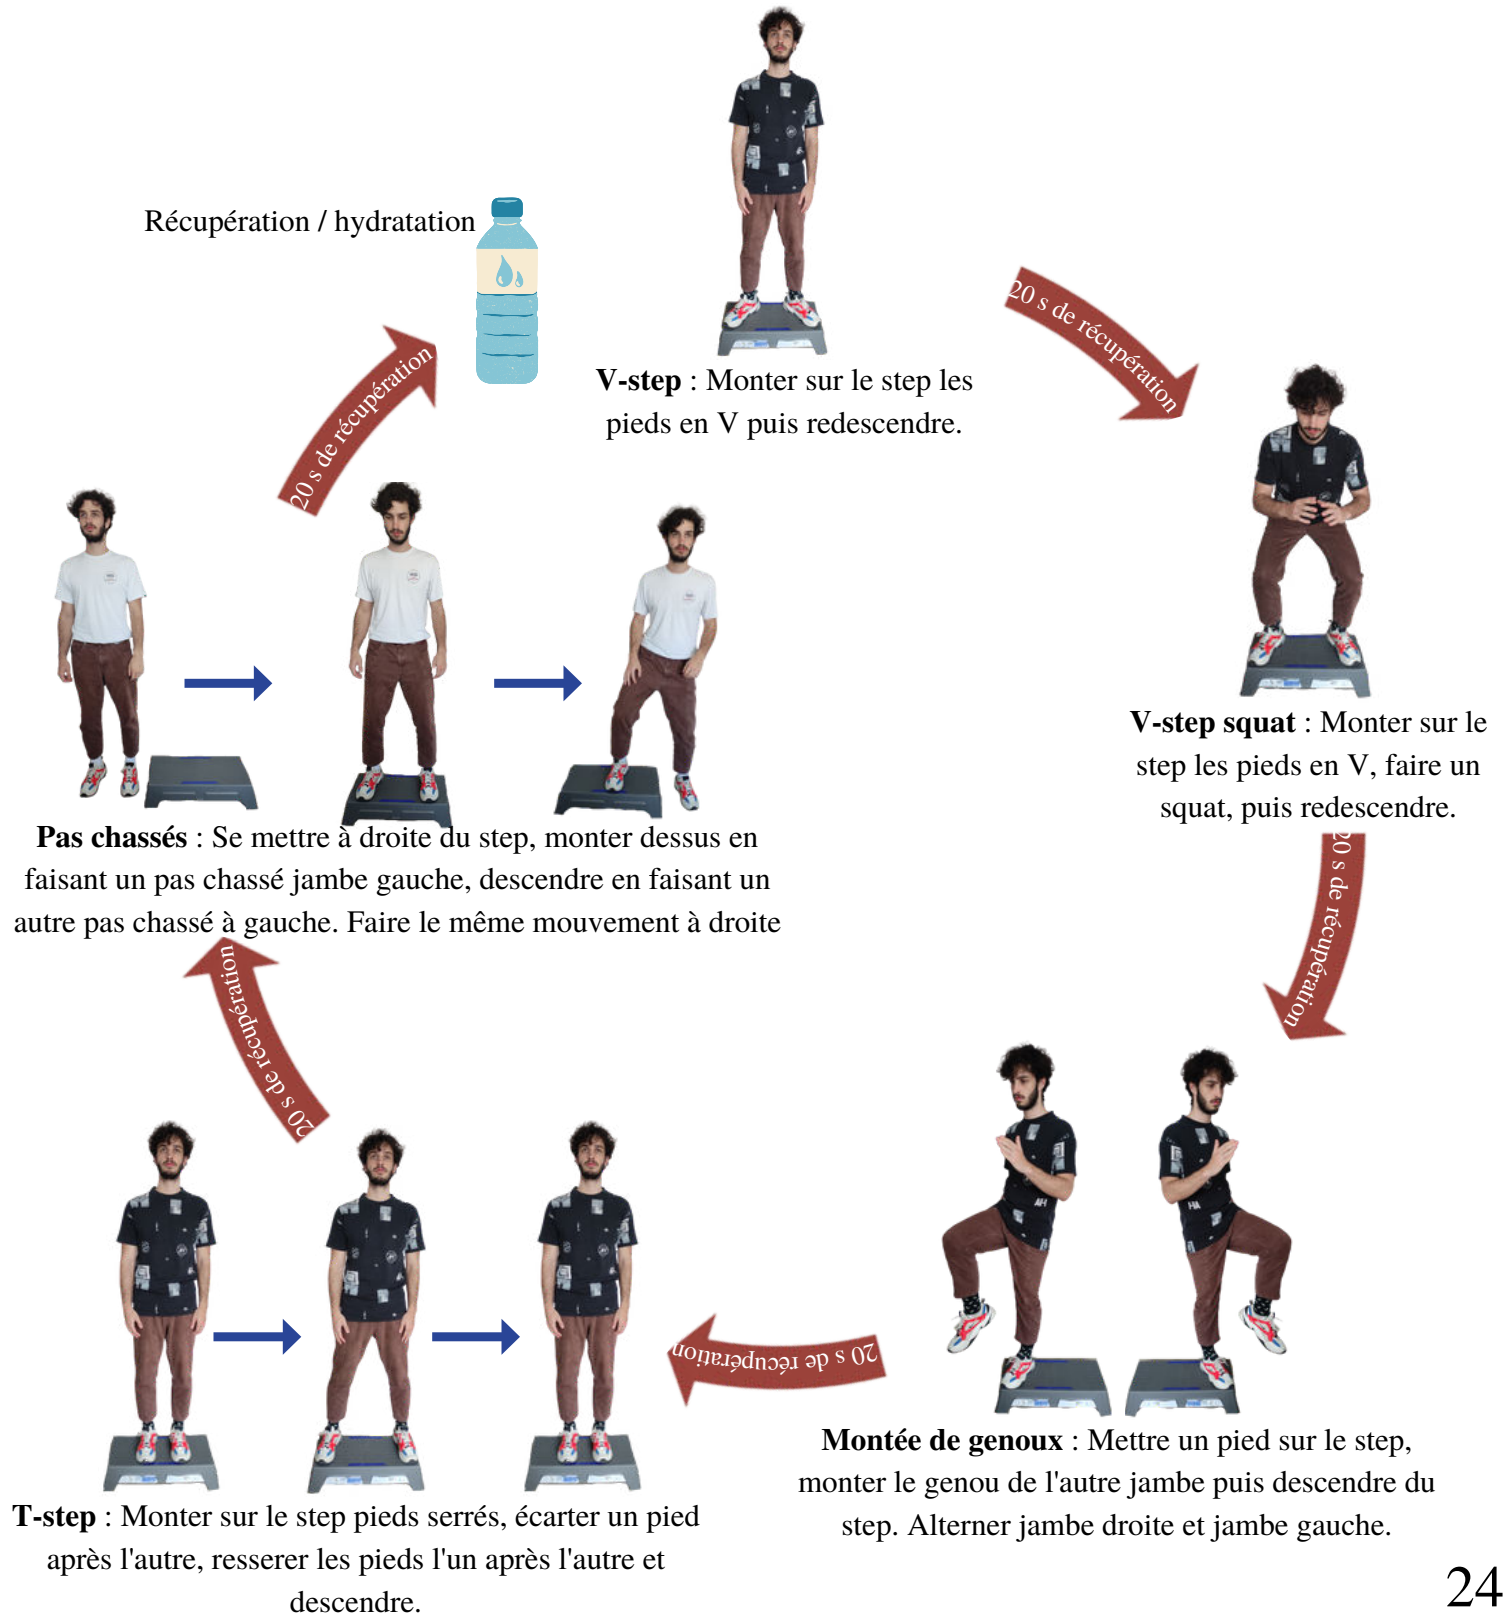 Récupération / hydratation
V-step : Monter sur le step les
pieds en V puis redescendre.
20 s de récupération
V-step squat : Monter sur le
step les pieds en V, faire un
squat, puis redescendre.
20 s de récupération
Montée de genoux : Mettre un pied sur le step,
monter le genou de l'autre jambe puis descendre du
step. Alterner jambe droite et jambe gauche.
20 s de récupération
T-step : Monter sur le step pieds serrés, écarter un pied
après l'autre, resserer les pieds l'un après l'autre et
descendre.
20 s de récupération
Pas chassés : Se mettre à droite du step, monter dessus en
faisant un pas chassé jambe gauche, descendre en faisant un
autre pas chassé à gauche. Faire le même mouvement à droite
20 s de récupération
24